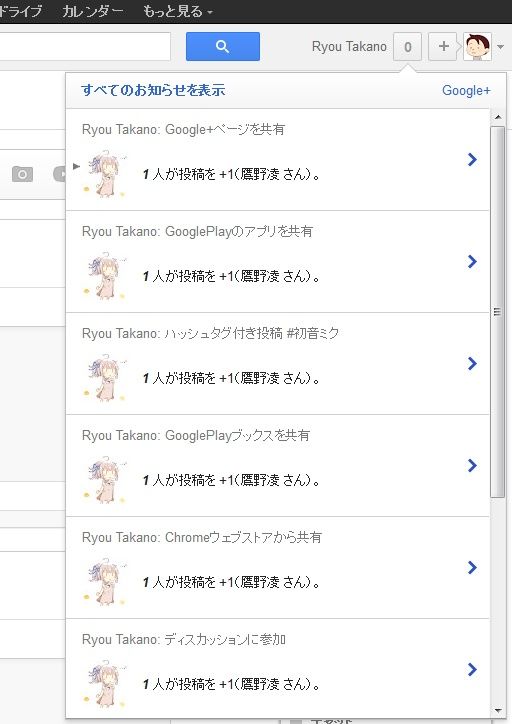 ドライブ カレンダー もっと見る
Ryou Takano 0 +
すべてのお知らせを表示 Google+
Ryou Takano: Google+ページを共有
1 人が投稿を +1（鷹野凌 さん）。
Ryou Takano: GooglePlayのアプリを共有
1 人が投稿を +1（鷹野凌 さん）。
Ryou Takano: ハッシュタグ付き投稿 #初音ミク
1 人が投稿を +1（鷹野凌 さん）。
Ryou Takano: GooglePlayブックスを共有
1 人が投稿を +1（鷹野凌 さん）。
Ryou Takano: Chromeウェブストアから共有
1 人が投稿を +1（鷹野凌 さん）。
Ryou Takano: ディスカッションに参加
1 人が投稿を +1（鷹野凌 さん）。